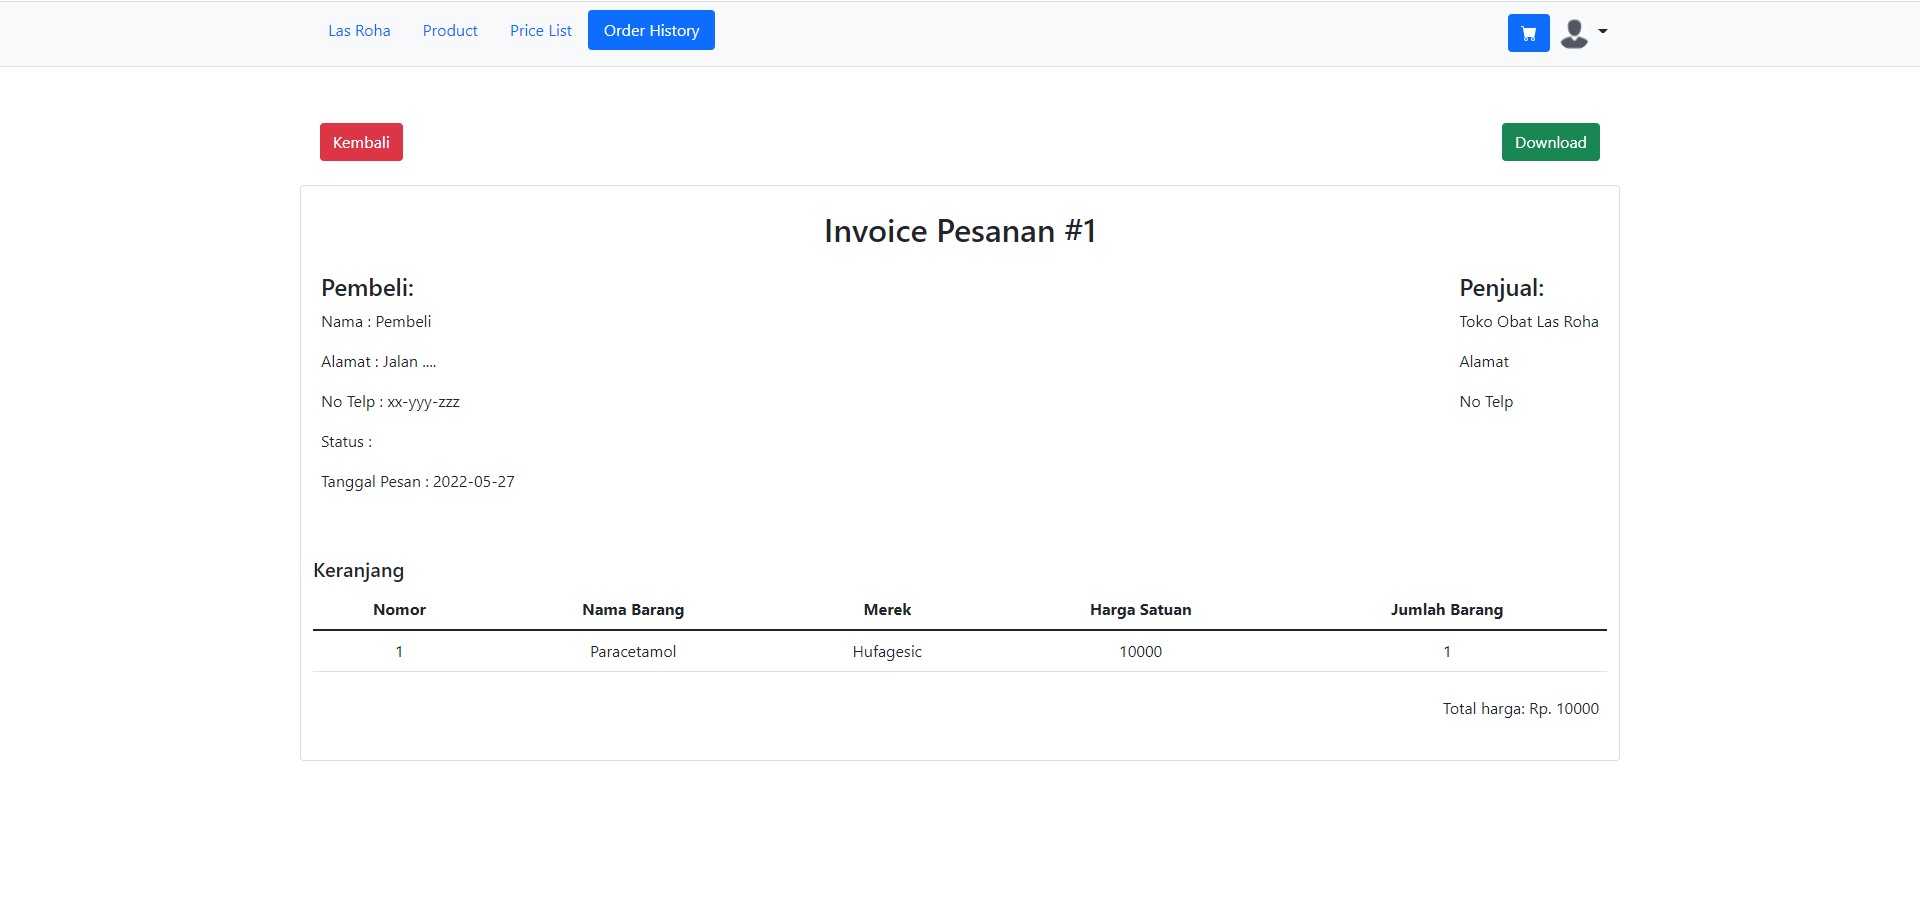 Las Roha Product Price List Order History
Kembali Download
Invoice Pesanan #1
Pembeli: Penjual:
Nama : Pembeli Toko Obat Las Roha
Alamat : Jalan .... Alamat
No Telp : xx-yyy-zzz No Telp
Status :
Tanggal Pesan : 2022-05-27
Keranjang
Nomor Nama Barang Merek Harga Satuan Jumlah Barang
1 Paracetamol Hufagesic 10000 1
Total harga: Rp. 10000